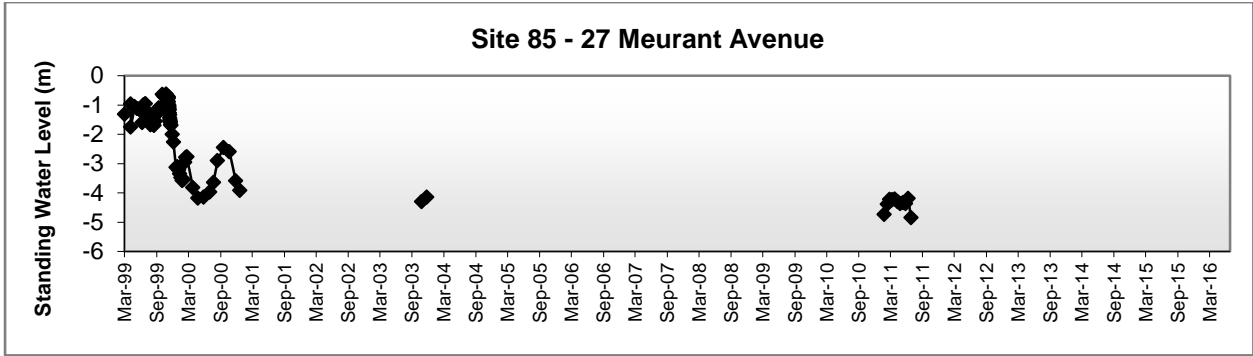 Site 85 - 27 Meurant Avenue
Standing Water Level (m)
0
-1
-2
-3
-4
-5
-6
Mar-99
Sep-99
Mar-00
Sep-00
Mar-01
Sep-01
Mar-02
Sep-02
Mar-03
Sep-03
Mar-04
Sep-04
Mar-05
Sep-05
Mar-06
Sep-06
Mar-07
Sep-07
Mar-08
Sep-08
Mar-09
Sep-09
Mar-10
Sep-10
Mar-11
Sep-11
Mar-12
Sep-12
Mar-13
Sep-13
Mar-14
Sep-14
Mar-15
Sep-15
Mar-16